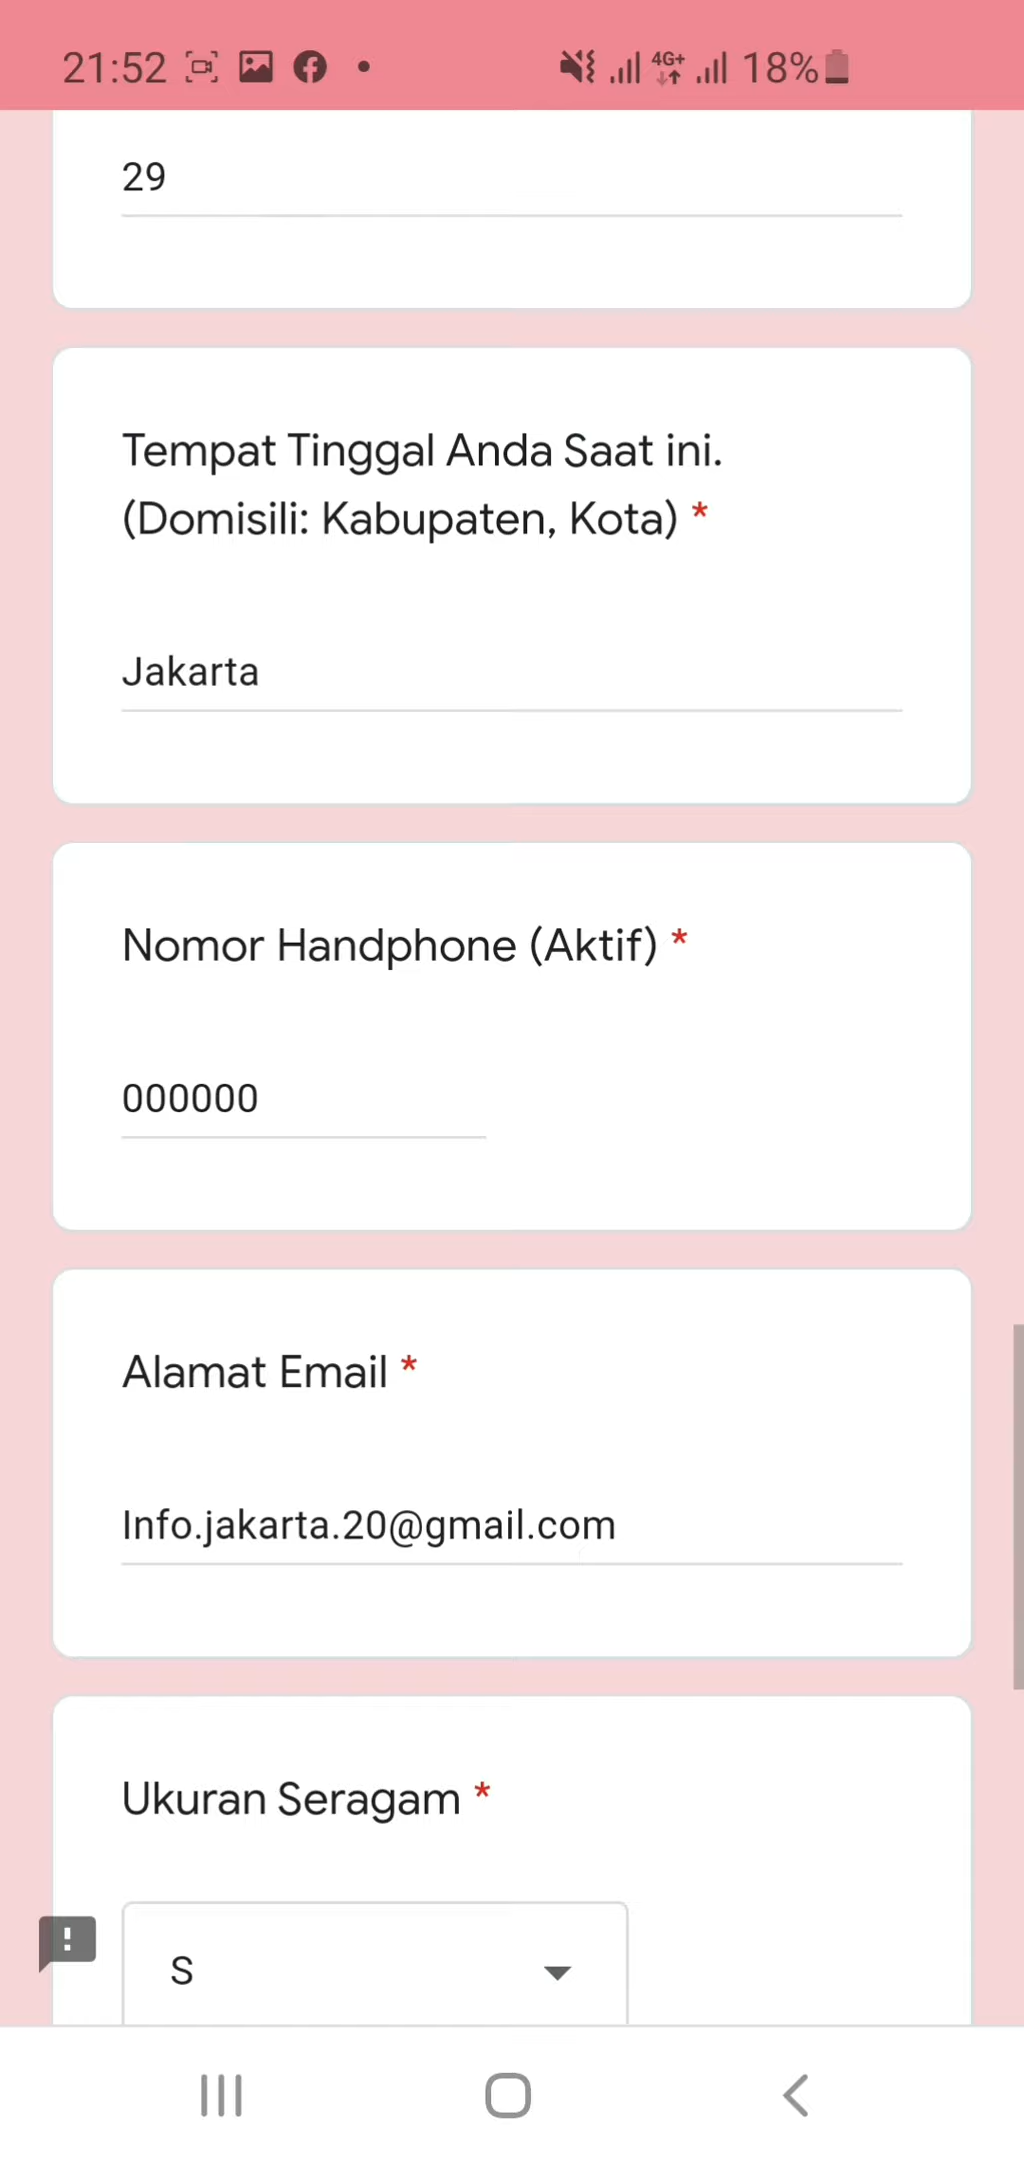 21:52
4G+
18%
29
Tempat Tinggal Anda Saat ini.
(Domisili: Kabupaten, Kota) *
Jakarta
Nomor Handphone (Aktif) *
000000
Alamat Email *
Info.jakarta.20@gmail.com
Ukuran Seragam *
S